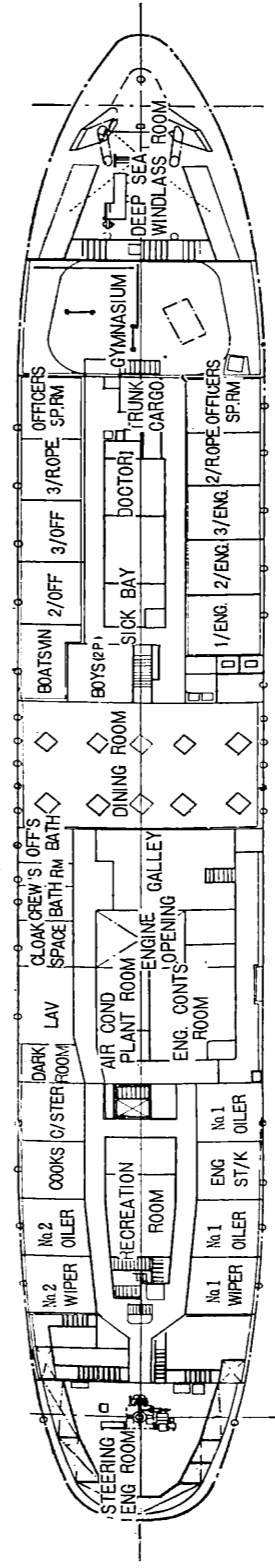 DEEP SEA
WINDLASS ROOM
GYMNASIUM
TRUNK
CARGO
OFFICERS
SP.RM
3/R.OPE
3/OFF
2/OFF
BOATSWN
BOYS(2P)
SICK BAY
DOCTOR
OFFICERS
SP.RM
2/R.OPE
3/ENG.
2/ENG.
1/ENG.
DINING ROOM
OFF'S
BATH
CREW'S
BATH RM
CLOAK
SPACE
LAV
DARK
ROOM
GALLEY
ENGINE
OPENING
AIR COND
PLANT ROOM
ENG. CONTS
ROOM
C/STER
COOKS
No.2
OILER
No.2
WIPER
RECREATION
ROOM
No.1
OILER
ENG
ST/K
No.1
OILER
No.1
WIPER
STEERING
ENG ROOM